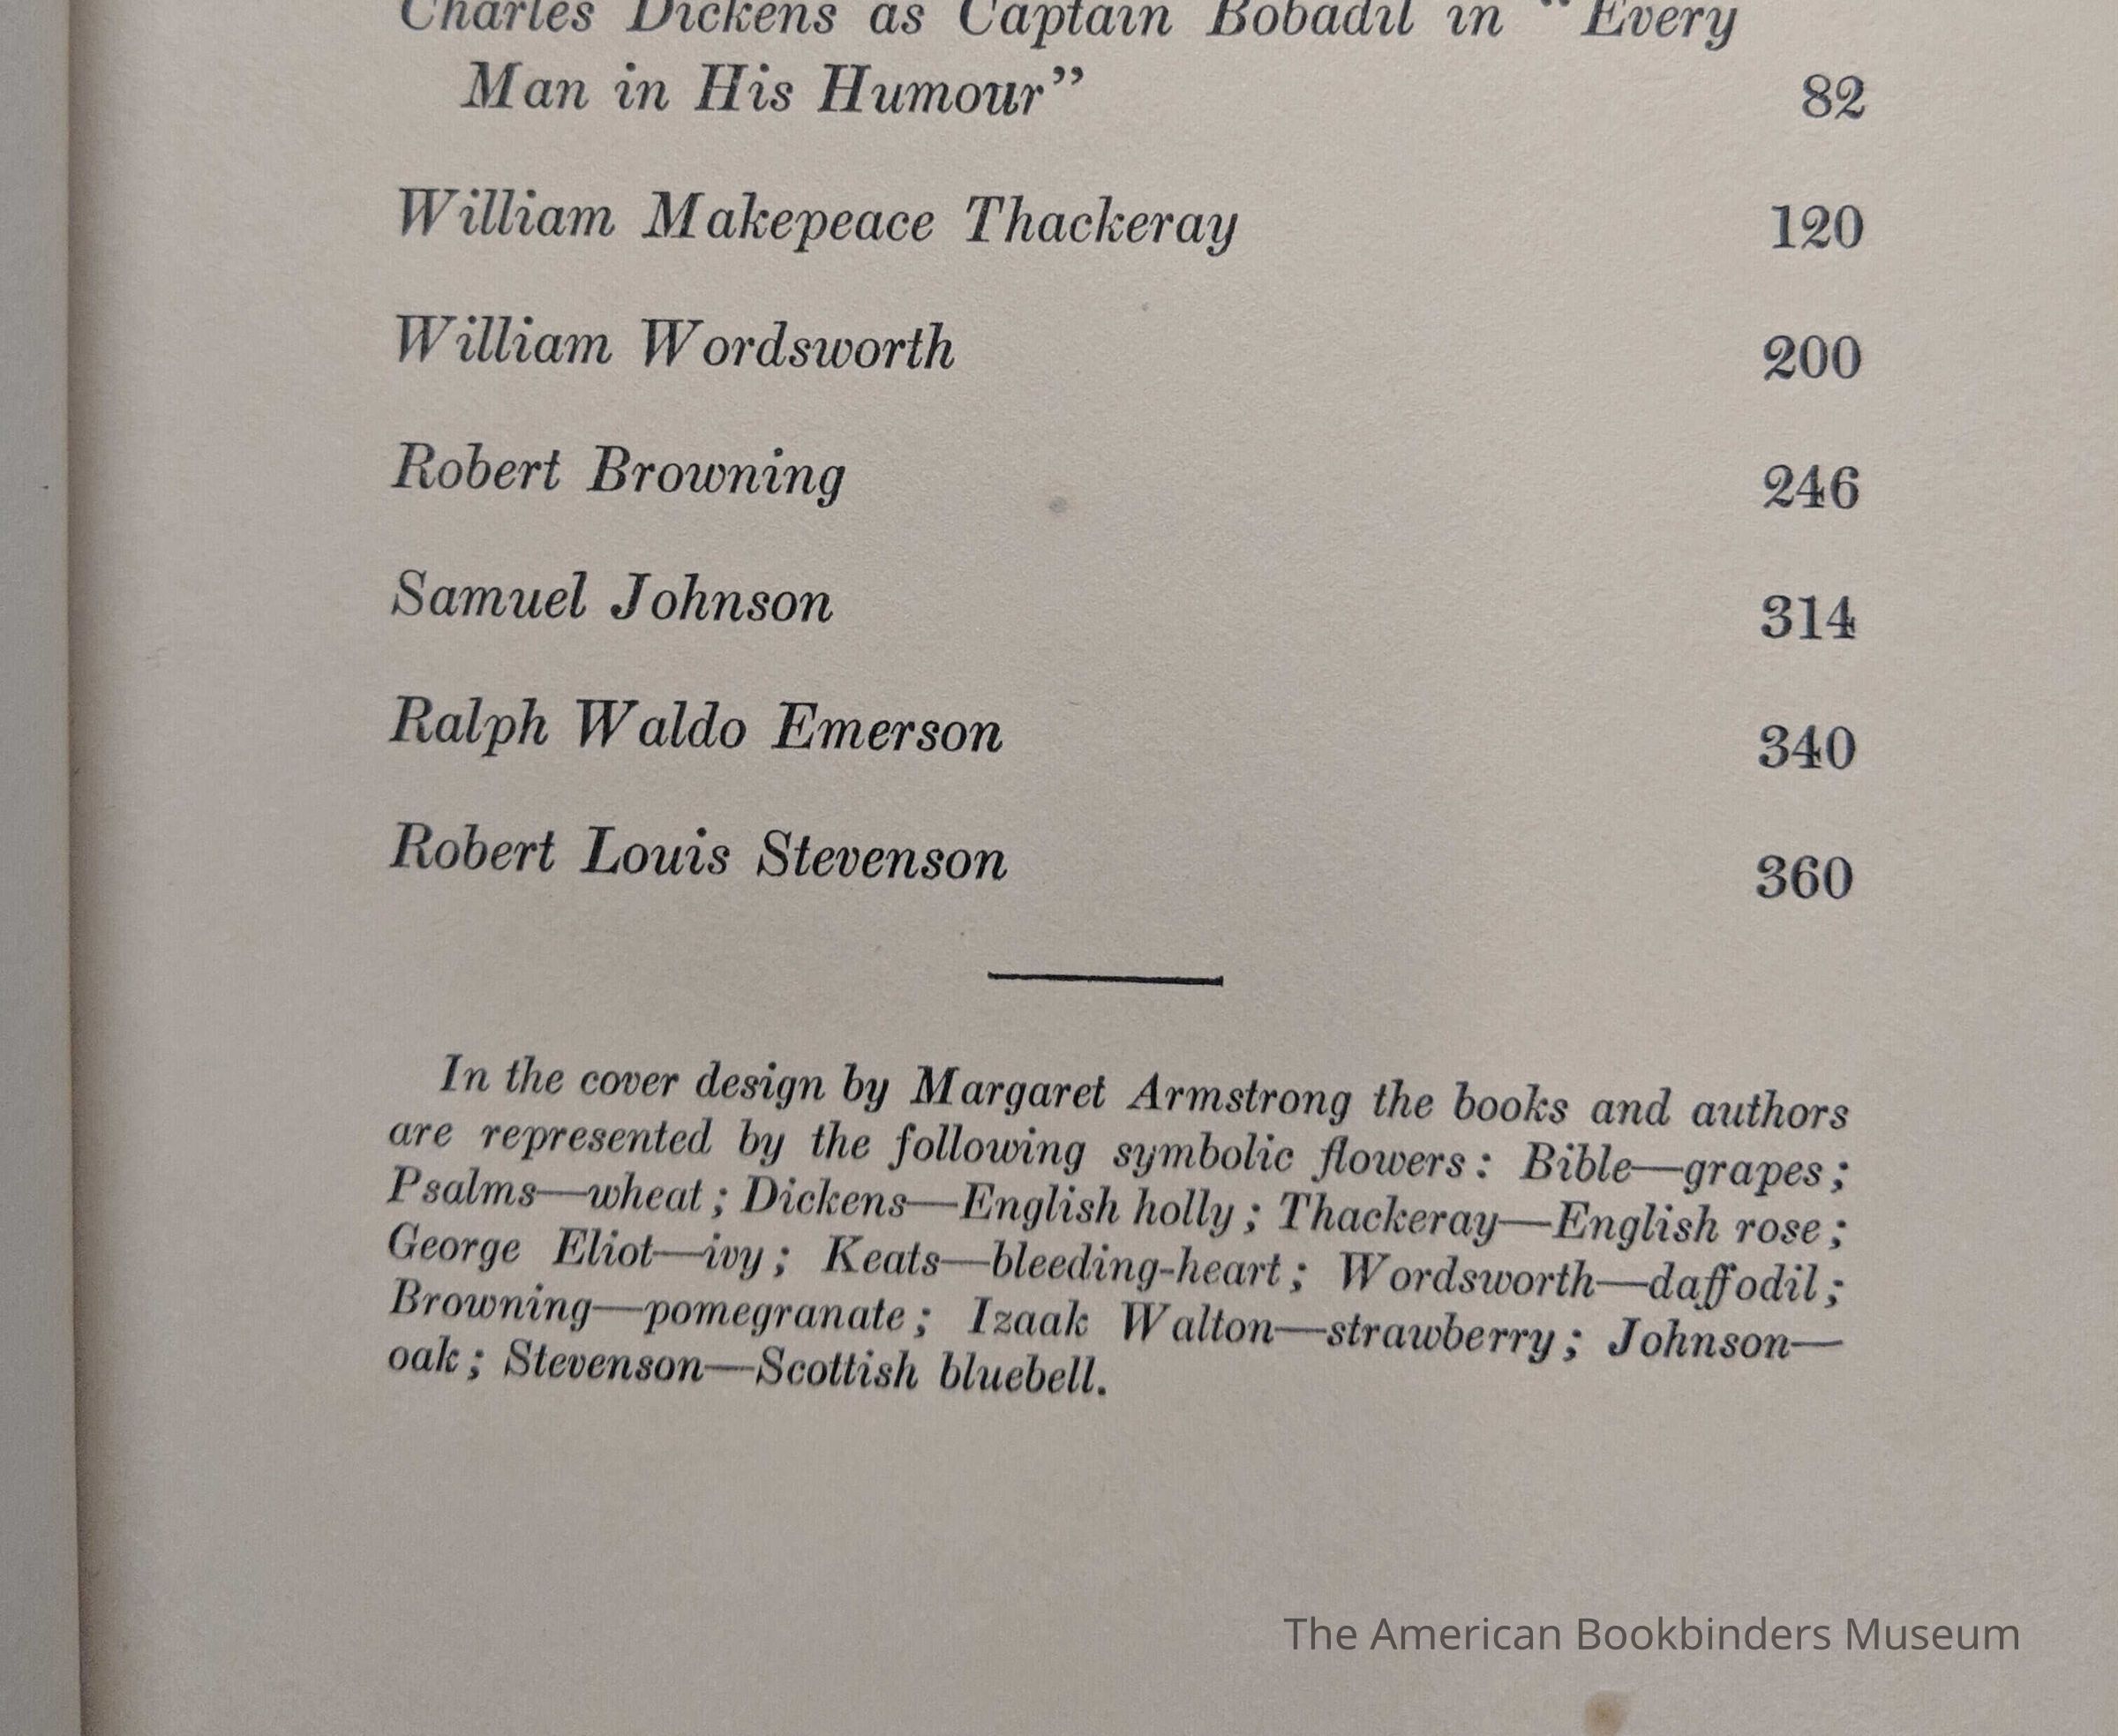 Charles Dickens as Captain Bobadil in "Every
Man in His Humour" 82
William Makepeace Thackeray 120
William Wordsworth 200
Robert Browning 246
Samuel Johnson 314
Ralph Waldo Emerson 340
Robert Louis Stevenson 360
In the cover design by Margaret Armstrong the books and authors
are represented by the following symbolic flowers: Bible—grapes;
Psalms—wheat; Dickens—English holly; Thackeray—English rose;
George Eliot—ivy; Keats—bleeding-heart; Wordsworth—daffodil;
Browning—pomegranate; Izaak Walton—strawberry; Johnson—
oak; Stevenson—Scottish bluebell.
The American Bookbinders Museum